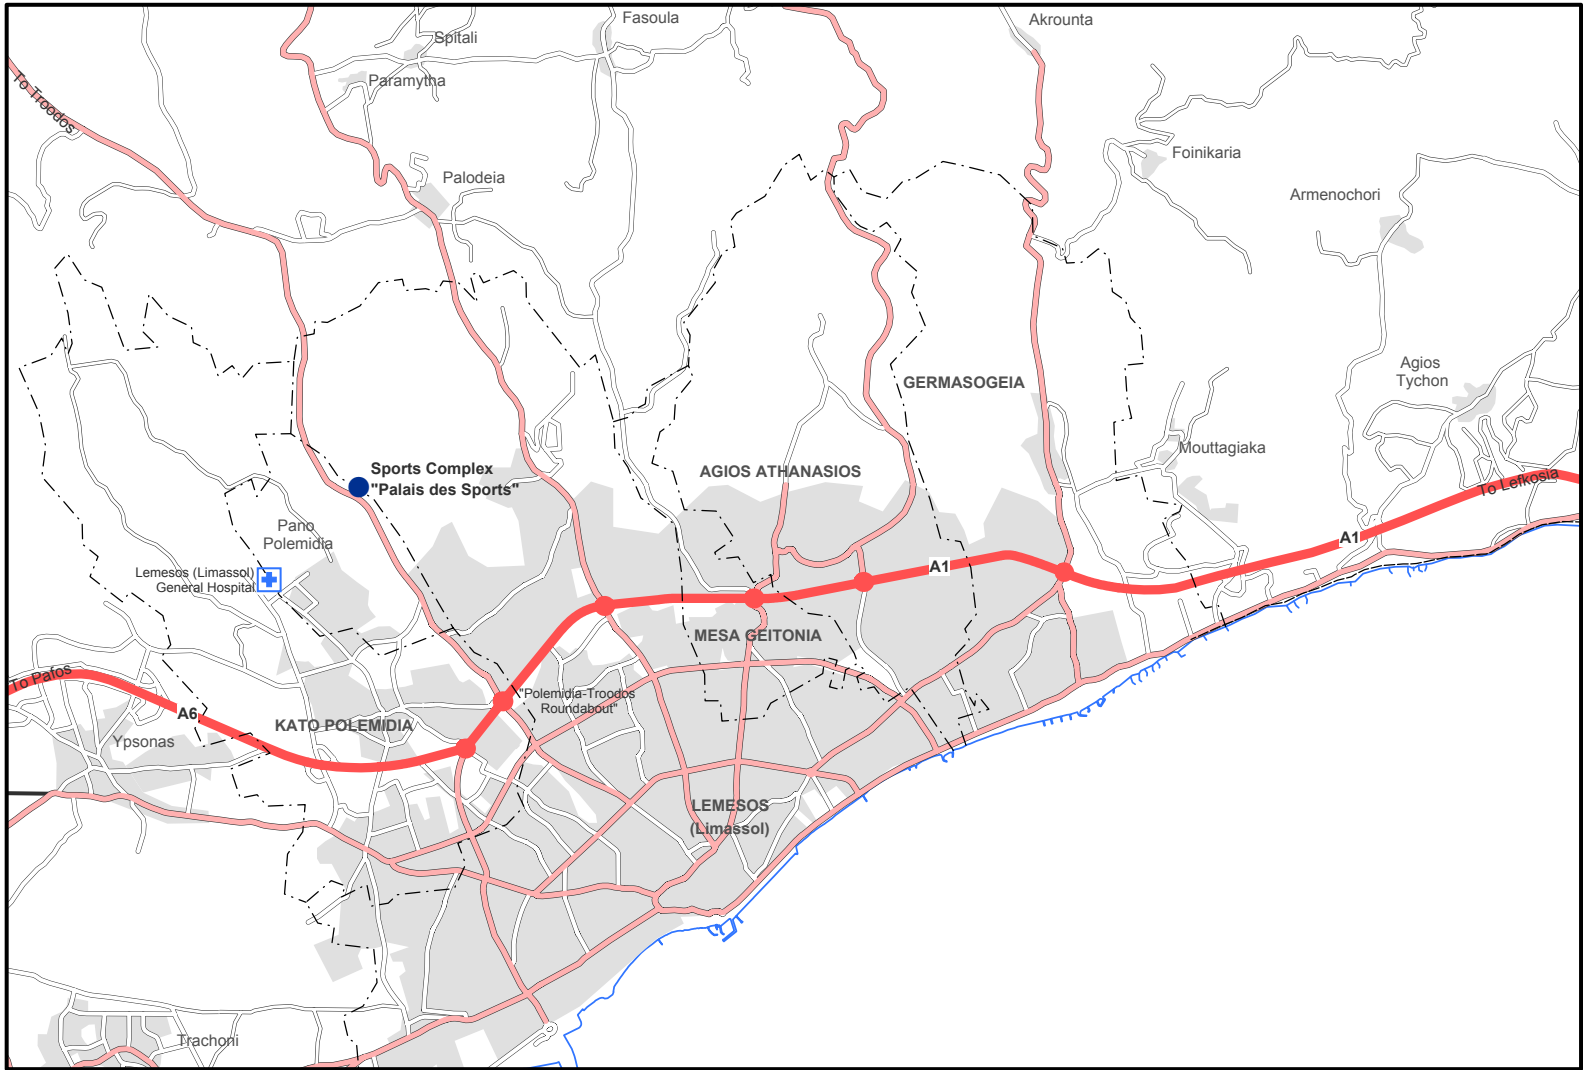 Fasoula
Akrounta
Spitali
Paramytha
To Troodos
Foinikaria
Palodeia
Armenochori
Agios
Tychon
GERMASOGEIA
Mouttagiaka
Sports Complex
"Palais des Sports"
AGIOS ATHANASIOS
To Lefkosia
Pano
Polemidia
A1
A1
Lemesos (Limassol)
General Hospital
MESA GEITONIA
To Pafos
"Polemidia-Troodos
Roundabout"
A6
KATO POLEMIDIA
Ypsonas
LEMESOS
(Limassol)
Trachoni